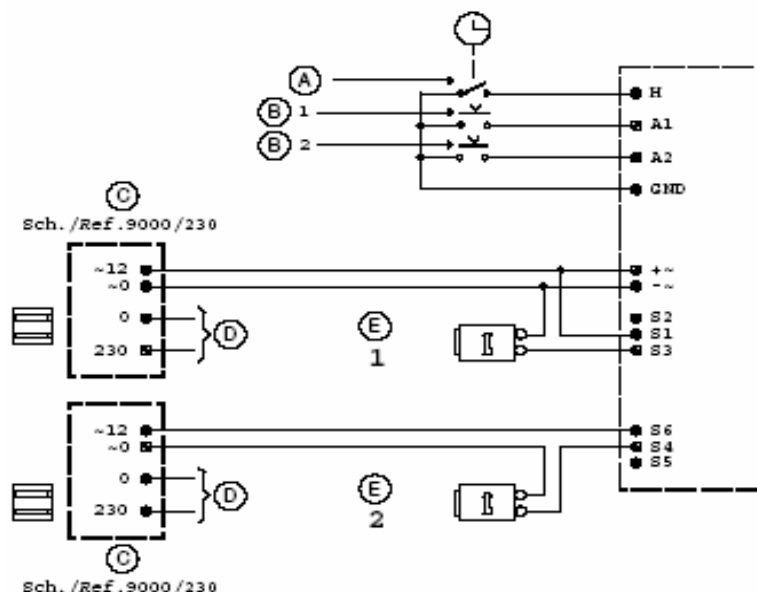 A
H
B 1
A1
B 2
A2
GND
C
Sch./Ref.9000/230
~12
+~
~0
-~
0
S2
D
E
S1
230
1
S3
~12
S6
~0
S4
S5
0
D
E
230
2
C
Sch./Ref.9000/230